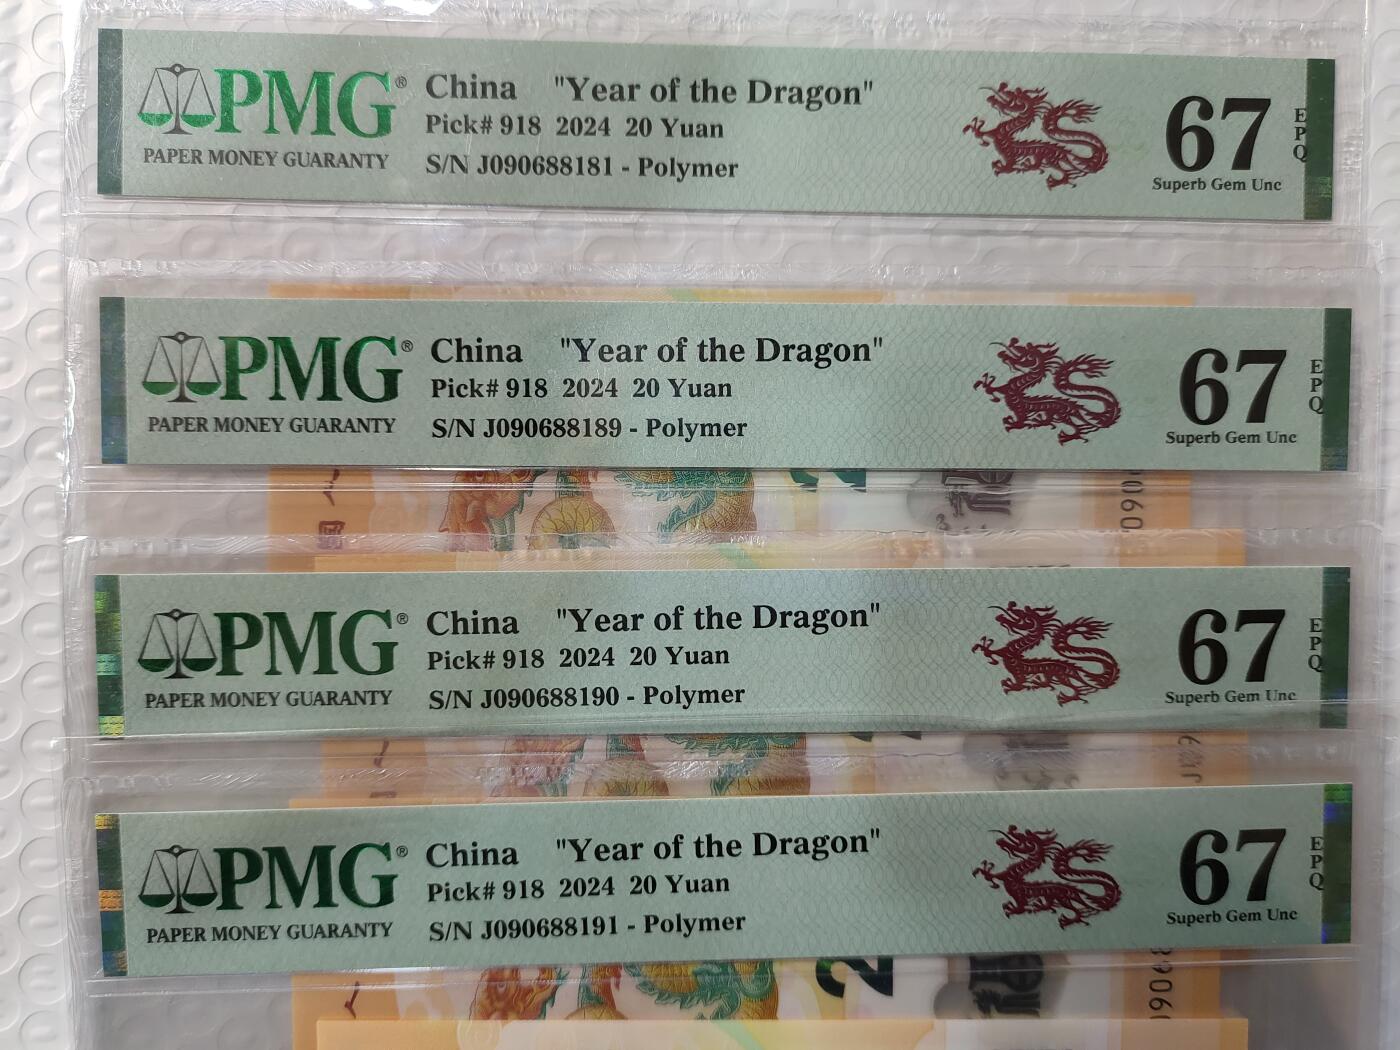 PMG®
PAPER MONEY GUARANTY
China "Year of the Dragon"
Pick# 918 2024 20 Yuan
S/N J090688181 - Polymer
67
EPQ
Superb Gem Unc
PMG®
PAPER MONEY GUARANTY
China "Year of the Dragon"
Pick# 918 2024 20 Yuan
S/N J090688189 - Polymer
67
EPQ
Superb Gem Unc
PMG®
PAPER MONEY GUARANTY
China "Year of the Dragon"
Pick# 918 2024 20 Yuan
S/N J090688190 - Polymer
67
EPQ
Superb Gem Unc
PMG®
PAPER MONEY GUARANTY
China "Year of the Dragon"
Pick# 918 2024 20 Yuan
S/N J090688191 - Polymer
67
EPQ
Superb Gem Unc
2